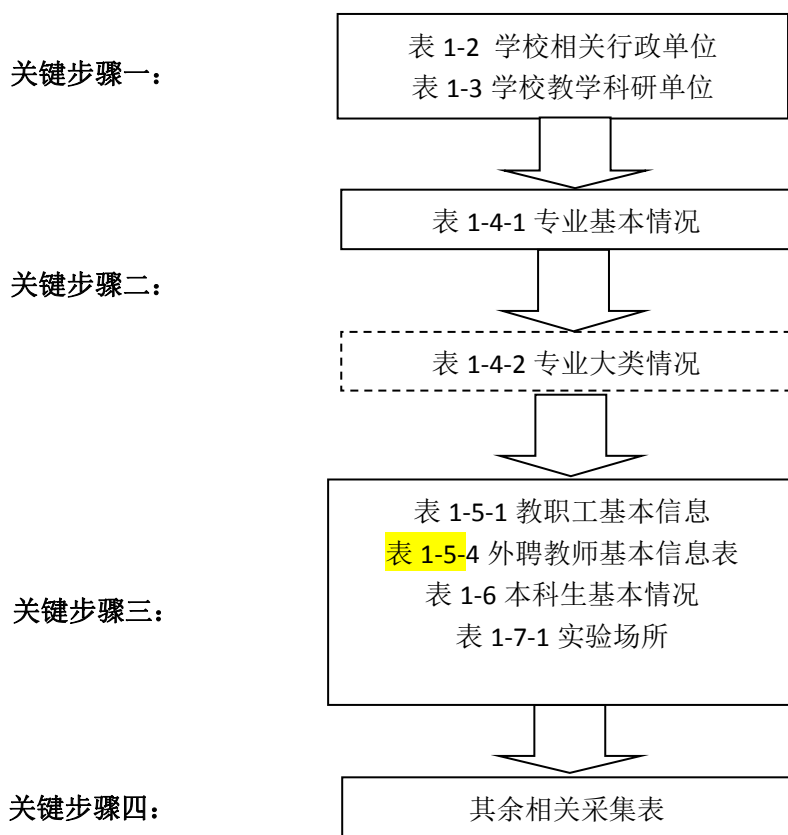 关键步骤一：
表 1-2 学校相关行政单位
表 1-3 学校教学科研单位
表 1-4-1 专业基本情况
关键步骤二：
表 1-4-2 专业大类情况
表 1-5-1 教职工基本信息
表 1-5-4 外聘教师基本信息表
表 1-6 本科生基本情况
关键步骤三：
表 1-7-1 实验场所
关键步骤四：
其余相关采集表